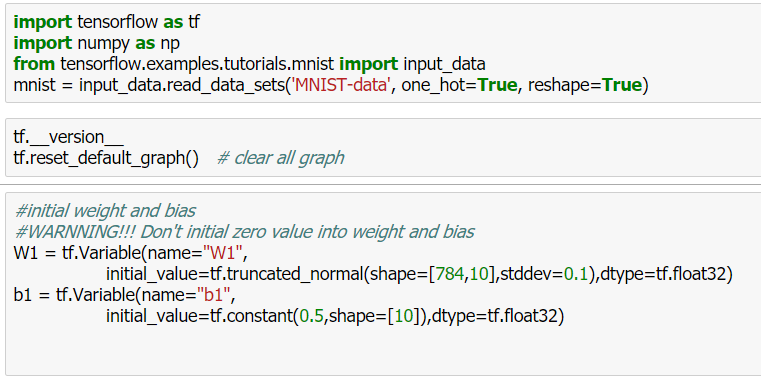 import tensorflow as tf
import numpy as np
from tensorflow.examples.tutorials.mnist import input_data
mnist = input_data.read_data_sets('MNIST-data', one_hot=True, reshape=True)
tf.__version__
tf.reset_default_graph()   # clear all graph
#initial weight and bias
#WARNNING!!! Don't initial zero value into weight and bias
W1 = tf.Variable(name="W1",
initial_value=tf.truncated_normal(shape=[784,10],stddev=0.1),dtype=tf.float32)
b1 = tf.Variable(name="b1",
initial_value=tf.constant(0.5,shape=[10]),dtype=tf.float32)